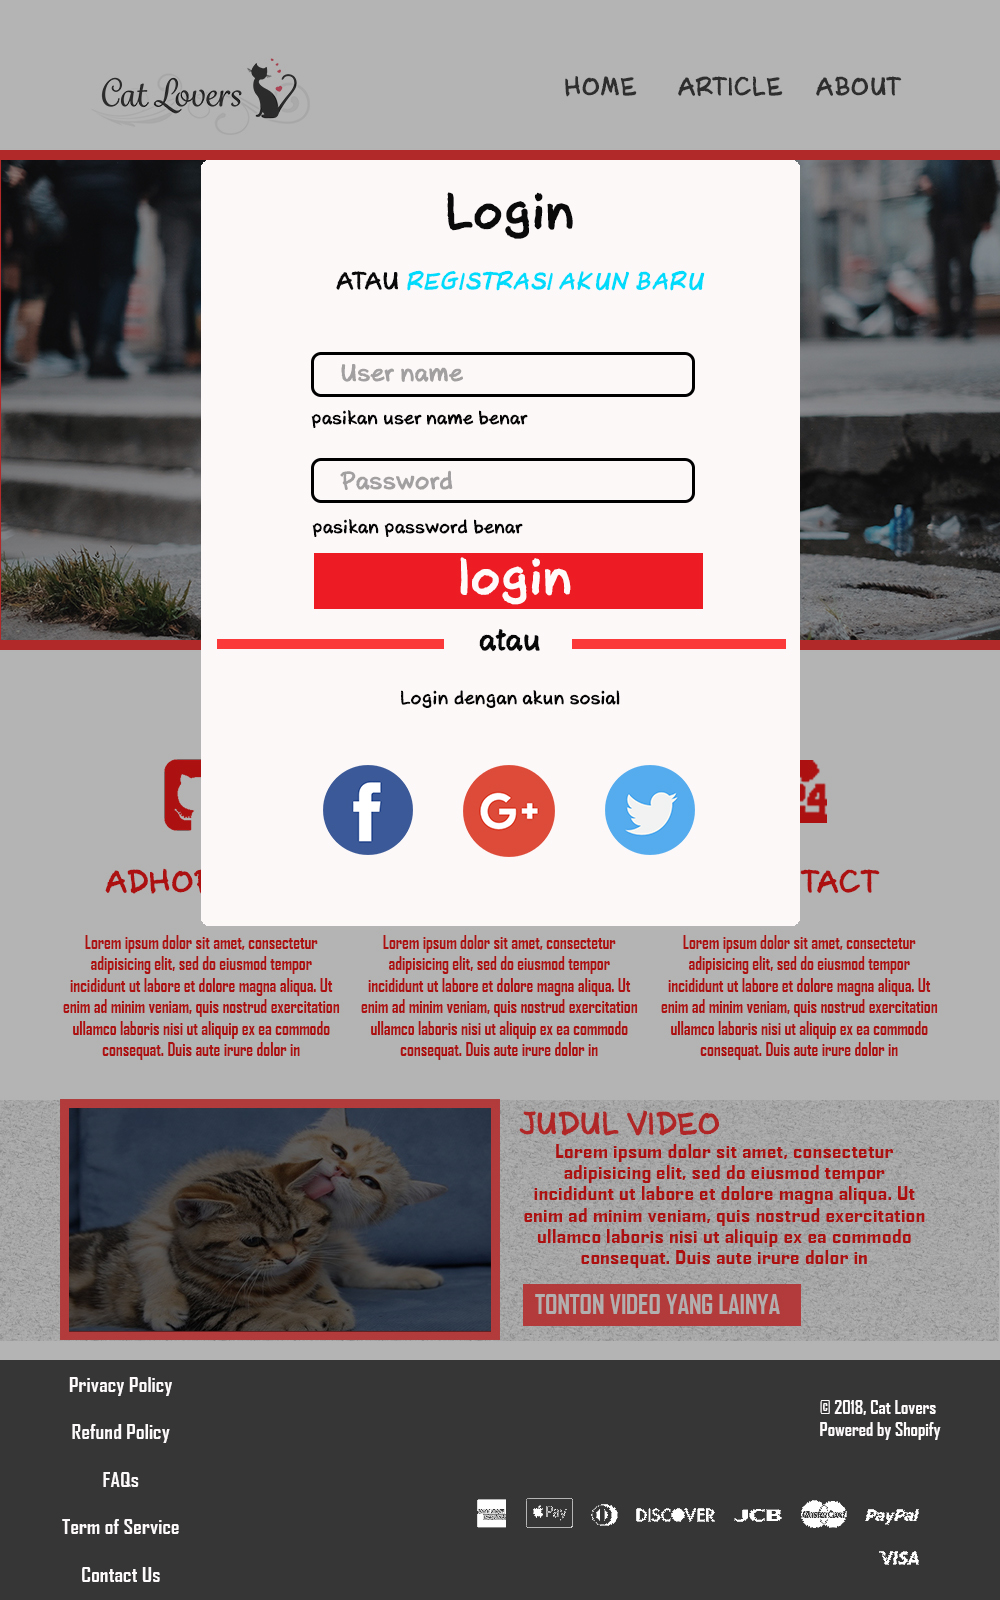 Cat Lovers
HOME ARTICLE ABOUT
Login
ATAU REGISTRASI AKUN BARU
User name
pasikan user name benar
Password
pasikan password benar
login
atau
Login dengan akun sosial
f G+
Lorem ipsum dolor sit amet, consectetur
adipisicing elit, sed do eiusmod tempor
incididunt ut labore et dolore magna aliqua. Ut
enim ad minim veniam, quis nostrud exercitation
ullamco laboris nisi ut aliquip ex ea commodo
consequat. Duis aute irure dolor in
Lorem ipsum dolor sit amet, consectetur
adipisicing elit, sed do eiusmod tempor
incididunt ut labore et dolore magna aliqua. Ut
enim ad minim veniam, quis nostrud exercitation
ullamco laboris nisi ut aliquip ex ea commodo
consequat. Duis aute irure dolor in
Lorem ipsum dolor sit amet, consectetur
adipisicing elit, sed do eiusmod tempor
incididunt ut labore et dolore magna aliqua. Ut
enim ad minim veniam, quis nostrud exercitation
ullamco laboris nisi ut aliquip ex ea commodo
consequat. Duis aute irure dolor in
JUDUL VIDEO
Lorem ipsum dolor sit amet, consectetur
adipisicing elit, sed do eiusmod tempor
incididunt ut labore et dolore magna aliqua. Ut
enim ad minim veniam, quis nostrud exercitation
ullamco laboris nisi ut aliquip ex ea commodo
consequat. Duis aute irure dolor in
TONTON VIDEO YANG LAINYA
Privacy Policy
Refund Policy
FAQs
Term of Service
Contact Us
© 2018, Cat Lovers
Powered by Shopify
Pay DISCOVER JCB MasterCard PayPal
VISA